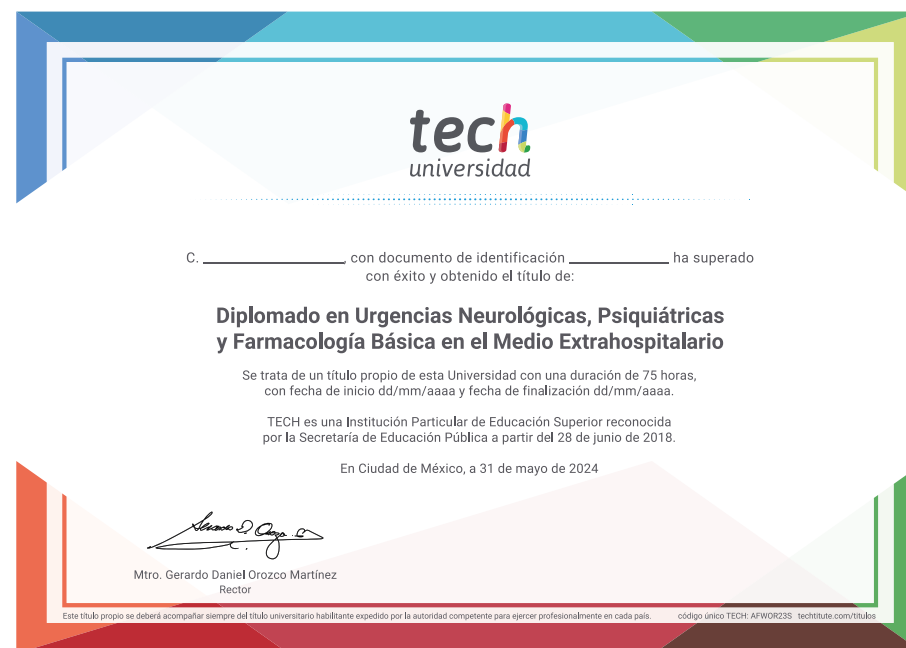 tech
universidad
C. ____________, con documento de identificación ____________ ha superado
con éxito y obtenido el título de:
Diplomado en Urgencias Neurológicas, Psiquiátricas
y Farmacología Básica en el Medio Extrahospitalario
Se trata de un título propio de esta Universidad con una duración de 75 horas,
con fecha de inicio dd/mm/aaaa y fecha de finalización dd/mm/aaaa.
TECH es una Institución Particular de Educación Superior reconocida
por la Secretaría de Educación Pública a partir del 28 de junio de 2018.
En Ciudad de México, a 31 de mayo de 2024
Mtro. Gerardo Daniel Orozco Martínez
Rector
Este título propio se deberá acompañar siempre del título universitario habilitante expedido por la autoridad competente para ejercer profesionalmente en cada país. código único TECH: AFWOR23S techtitute.com/titulos